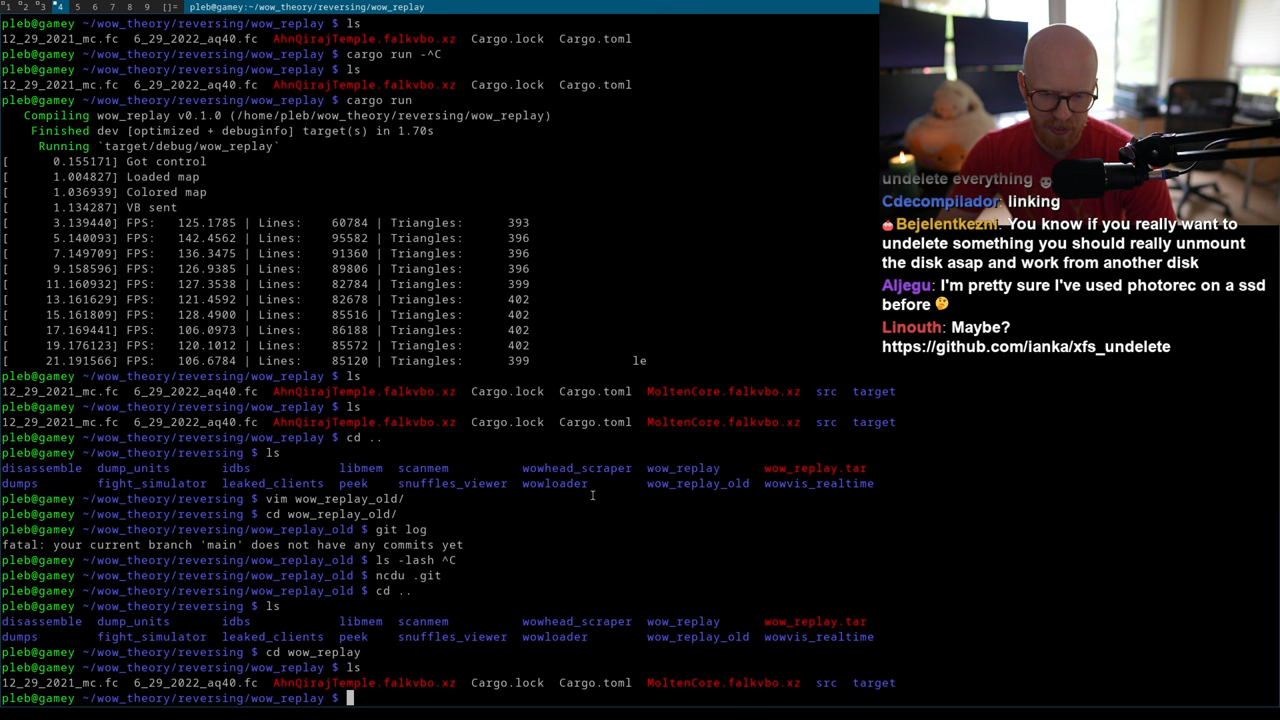 1 2 3 4 5 6 7 8 9 []= pleb@gamey:~/wow_theory/reversing/wow_replay
pleb@gamey ~/wow_theory/reversing/wow_replay $ ls
12_29_2021_mc.fc 6_29_2022_aq40.fc AhnQirajTemple.falkvbo.xz Cargo.lock Cargo.toml
pleb@gamey ~/wow_theory/reversing/wow_replay $ cargo run -^C
pleb@gamey ~/wow_theory/reversing/wow_replay $ ls
12_29_2021_mc.fc 6_29_2022_aq40.fc AhnQirajTemple.falkvbo.xz Cargo.lock Cargo.toml
pleb@gamey ~/wow_theory/reversing/wow_replay $ cargo run
Compiling wow_replay v0.1.0 (/home/pleb/wow_theory/reversing/wow_replay)
Finished dev [optimized + debuginfo] target(s) in 1.70s
Running `target/debug/wow_replay`
[ 0.155171] Got control
[ 1.004827] Loaded map
[ 1.036939] Colored map
[ 1.134287] VB sent
[ 3.139440] FPS: 125.1785 | Lines: 60784 | Triangles: 393
[ 5.140093] FPS: 142.4562 | Lines: 95582 | Triangles: 396
[ 7.149709] FPS: 136.3475 | Lines: 91360 | Triangles: 396
[ 9.158596] FPS: 126.9385 | Lines: 89806 | Triangles: 396
[ 11.160932] FPS: 127.3538 | Lines: 82784 | Triangles: 399
[ 13.161629] FPS: 121.4592 | Lines: 82678 | Triangles: 402
[ 15.161809] FPS: 128.4900 | Lines: 85516 | Triangles: 402
[ 17.169441] FPS: 106.0973 | Lines: 86188 | Triangles: 402
[ 19.176123] FPS: 120.1012 | Lines: 85572 | Triangles: 402
[ 21.191566] FPS: 106.6784 | Lines: 85120 | Triangles: 399 le
pleb@gamey ~/wow_theory/reversing/wow_replay $ ls
12_29_2021_mc.fc 6_29_2022_aq40.fc AhnQirajTemple.falkvbo.xz Cargo.lock Cargo.toml MoltenCore.falkvbo.xz src target
pleb@gamey ~/wow_theory/reversing/wow_replay $ ls
12_29_2021_mc.fc 6_29_2022_aq40.fc AhnQirajTemple.falkvbo.xz Cargo.lock Cargo.toml MoltenCore.falkvbo.xz src target
pleb@gamey ~/wow_theory/reversing/wow_replay $ cd ..
pleb@gamey ~/wow_theory/reversing $ ls
disassemble dump_units idbs libmem scanmem wowhead_scraper wow_replay wow_replay.tar
dumps fight_simulator leaked_clients peek snuffles_viewer wowloader wow_replay_old wowvis_realtime
pleb@gamey ~/wow_theory/reversing $ vim wow_replay_old/
pleb@gamey ~/wow_theory/reversing $ cd wow_replay_old/
pleb@gamey ~/wow_theory/reversing/wow_replay_old $ git log
fatal: your current branch 'main' does not have any commits yet
pleb@gamey ~/wow_theory/reversing/wow_replay_old $ ls -lash ^C
pleb@gamey ~/wow_theory/reversing/wow_replay_old $ ncdu .git
pleb@gamey ~/wow_theory/reversing/wow_replay_old $ cd ..
pleb@gamey ~/wow_theory/reversing $ ls
disassemble dump_units idbs libmem scanmem wowhead_scraper wow_replay wow_replay.tar
dumps fight_simulator leaked_clients peek snuffles_viewer wowloader wow_replay_old wowvis_realtime
pleb@gamey ~/wow_theory/reversing $ cd wow_replay
pleb@gamey ~/wow_theory/reversing/wow_replay $ ls
12_29_2021_mc.fc 6_29_2022_aq40.fc AhnQirajTemple.falkvbo.xz Cargo.lock Cargo.toml MoltenCore.falkvbo.xz src target
pleb@gamey ~/wow_theory/reversing/wow_replay $
undelete everything
Cdecompilador: linking
Bejelentkezni: You know if you really want to
undelete something you should really unmount
the disk asap and work from another disk
Aljegu: I'm pretty sure I've used photorec on a ssd
before
Linouth: Maybe?
https://github.com/ianka/xfs_undelete